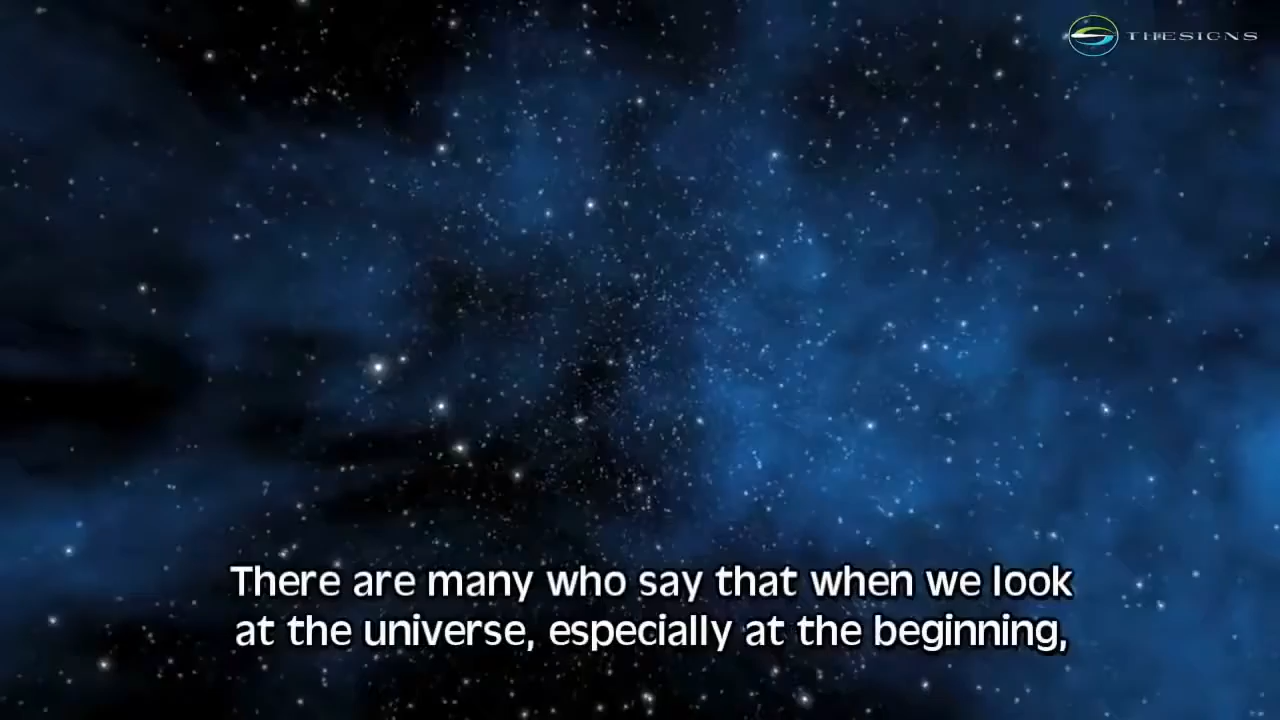 THESIGNS
There are many who say that when we look
at the universe, especially at the beginning,